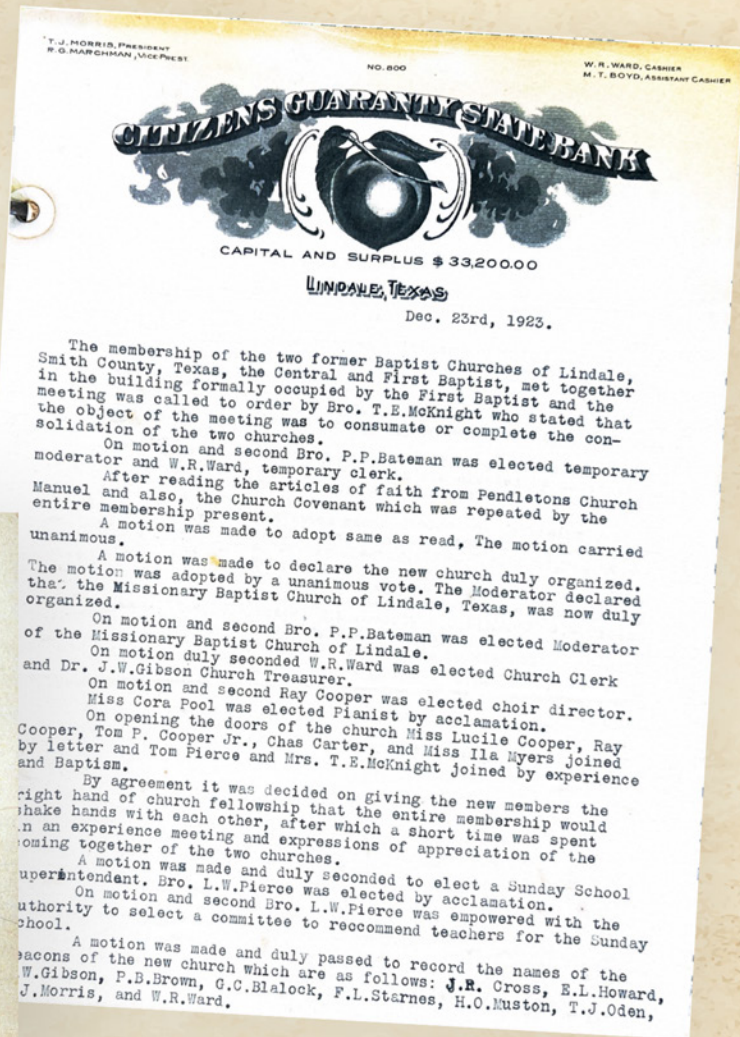 T.J. MORRIS, PRESIDENT
R.G. MARCHMAN, VICE PREST.
NO. 800
W.R. WARD, CASHIER
M.T. BOYD, ASSISTANT CASHIER
CITIZENS GUARANTY STATE BANK
CAPITAL AND SURPLUS $ 33,200.00
LINDALE, TEXAS
Dec. 23rd, 1923.
The membership of the two former Baptist Churches of Lindale,
Smith County, Texas, the Central and First Baptist, met together
in the building formally occupied by the First Baptist and the
meeting was called to order by Bro. T.E.McKnight who stated that
the object of the meeting was to consumate or complete the con-
solidation of the two churches.
On motion and second Bro. P.P.Bateman was elected temporary
moderator and W.R.Ward, temporary clerk.
After reading the articles of faith from Pendletons Church
Manuel and also, the Church Covenant which was repeated by the
entire membership present.
A motion was made to adopt same as read, The motion carried
unanimous.
A motion was made to declare the new church duly organized.
The motion was adopted by a unanimous vote. The Moderator declared
that the Missionary Baptist Church of Lindale, Texas, was now duly
organized.
On motion and second Bro. P.P.Bateman was elected Moderator
of the Missionary Baptist Church of Lindale.
On motion duly seconded W.R.Ward was elected Church Clerk
and Dr. J.W.Gibson Church Treasurer.
On motion and second Ray Cooper was elected choir director.
Miss Cora Pool was elected Pianist by acclamation.
On opening the doors of the church Miss Lucile Cooper, Ray
Cooper, Tom P. Cooper Jr., Chas Carter, and Miss Ila Myers joined
by letter and Tom Pierce and Mrs. T.E.McKnight joined by experience
and Baptism.
By agreement it was decided on giving the new members the
right hand of church fellowship that the entire membership would
shake hands with each other, after which a short time was spent
in an experience meeting and expressions of appreciation of the
oming together of the two churches.
A motion was made and duly seconded to elect a Sunday School
uperintendent. Bro. L.W.Pierce was elected by acclamation.
On motion and second Bro. L.W.Pierce was empowered with the
uthority to select a committee to reccommend teachers for the Sunday
chool.
A motion was made and duly passed to record the names of the
eacons of the new church which are as follows: J.R. Cross, E.L.Howard,
W.Gibson, P.B.Brown, G.C.Blalock, F.L.Starnes, H.O.Muston, T.J.Oden,
J.Morris, and W.R.Ward.